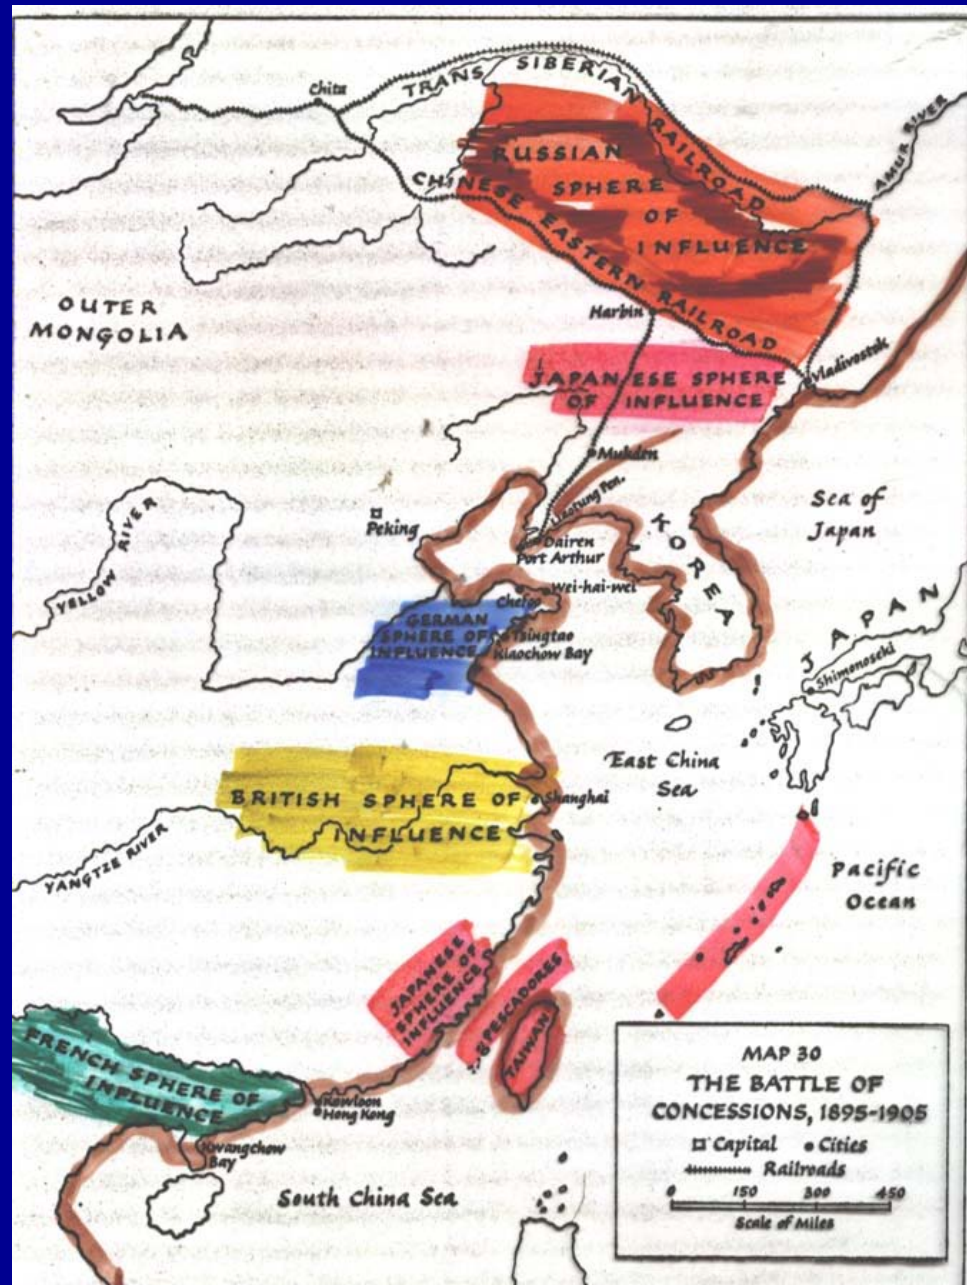 Chita
TRANS SIBERIAN RAILROAD
AMUR RIVER
RUSSIAN
SPHERE
OF
INFLUENCE
CHINESE EASTERN RAILROAD
OUTER
MONGOLIA
Harbin
Vladivostok
JAPANESE SPHERE
OF INFLUENCE
Mukden
Liaotung Pen.
Peking
YELLOW RIVER
Dairen
Port Arthur
KOREA
Sea of
Japan
JAPAN
Shimonoseki
Wei-hai-wei
Chefoo
GERMAN
SPHERE OF
INFLUENCE
Tsingtao
Kiaochow Bay
East China
Sea
BRITISH SPHERE OF
INFLUENCE
Shanghai
YANGTZE RIVER
Pacific
Ocean
JAPANESE
SPHERE OF
INFLUENCE
PESCADORES
TAIWAN
FRENCH SPHERE OF
INFLUENCE
Kowloon
Hong Kong
Kwangchow
Bay
South China Sea
MAP 30
THE BATTLE OF
CONCESSIONS, 1895-1905
Capital
Cities
Railroads
0 150 300 450
Scale of Miles